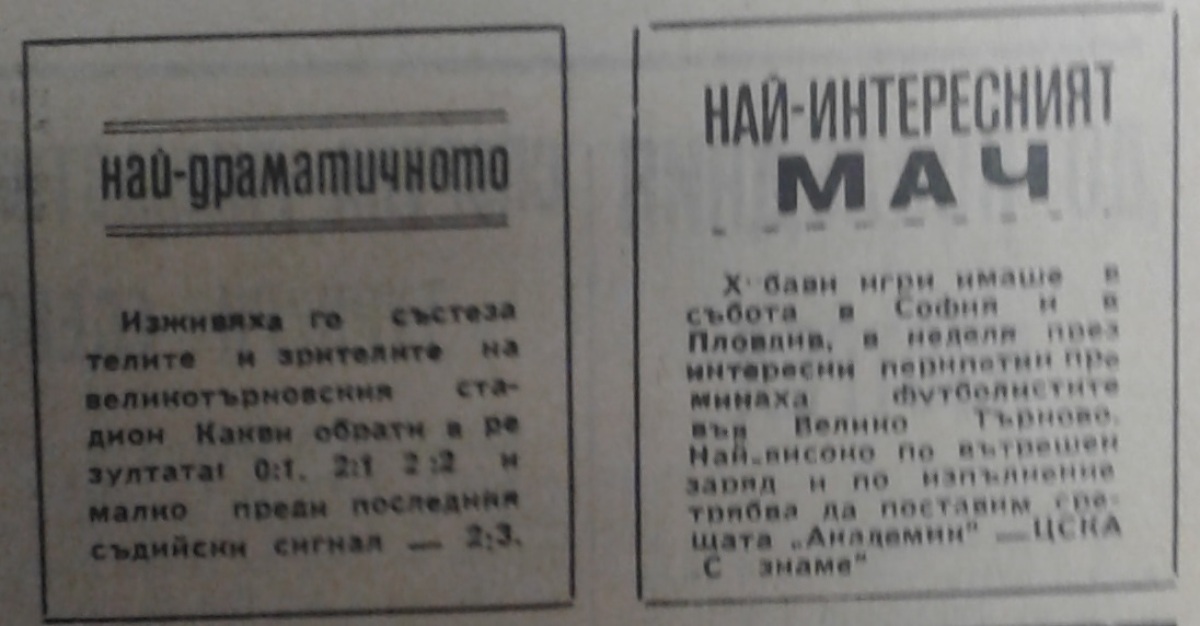 най-драматичното
Изживяха го състеза
телите и зрителите на
великотърновския ста-
дион Какви обрати в ре
зултата! 0:1, 2:1 2:2 и
малко преди последния
съдийски сигнал — 2:3.
НАЙ-ИНТЕРЕСНИЯТ
МАЧ
Х бави игри имаше в
събота в София и в
Пловдив, в неделя през
интересни перипетии пре
минаха футболистите
във Велико Търново.
Най-високо по вътрешен
заряд и по изпълнение
трябва да поставим сре-
щата „Академик" — ЦСКА
С знаме"